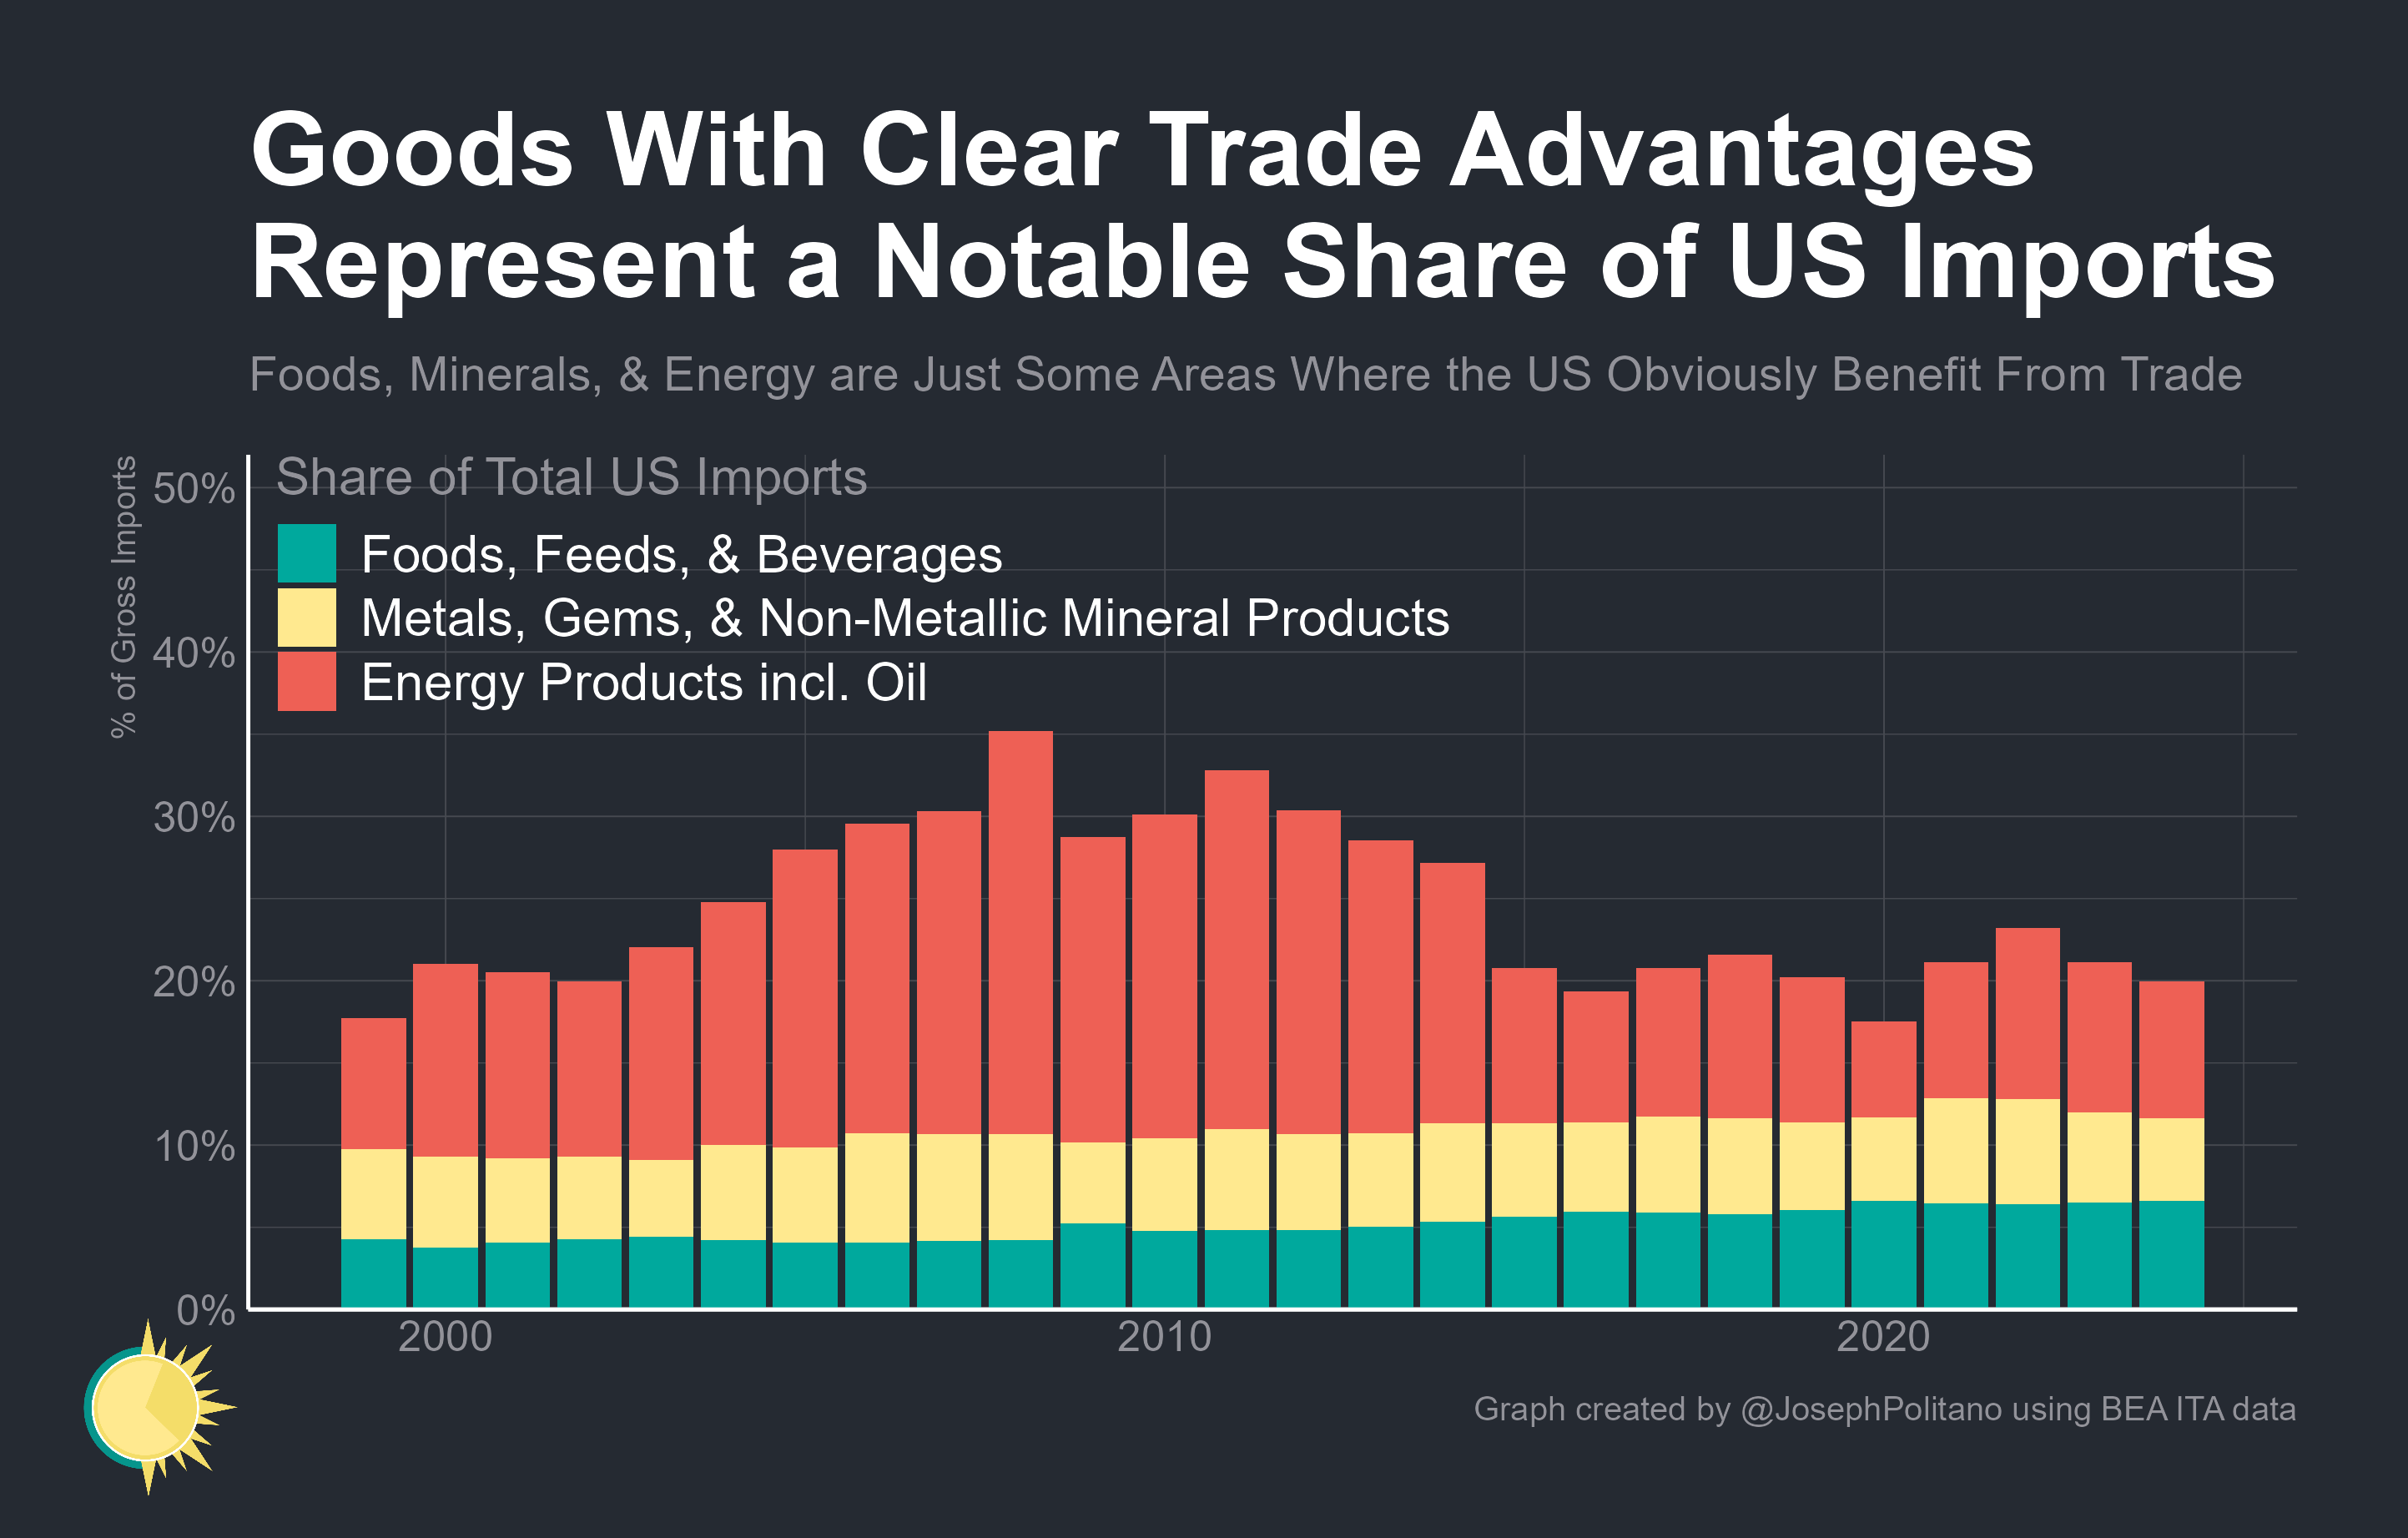 Goods With Clear Trade Advantages
Represent a Notable Share of US Imports
Foods, Minerals, & Energy are Just Some Areas Where the US Obviously Benefit From Trade
% of Gross Imports
50%
40%
30%
20%
10%
0%
Share of Total US Imports
Foods, Feeds, & Beverages
Metals, Gems, & Non-Metallic Mineral Products
Energy Products incl. Oil
2000
2010
2020
Graph created by @JosephPolitano using BEA ITA data